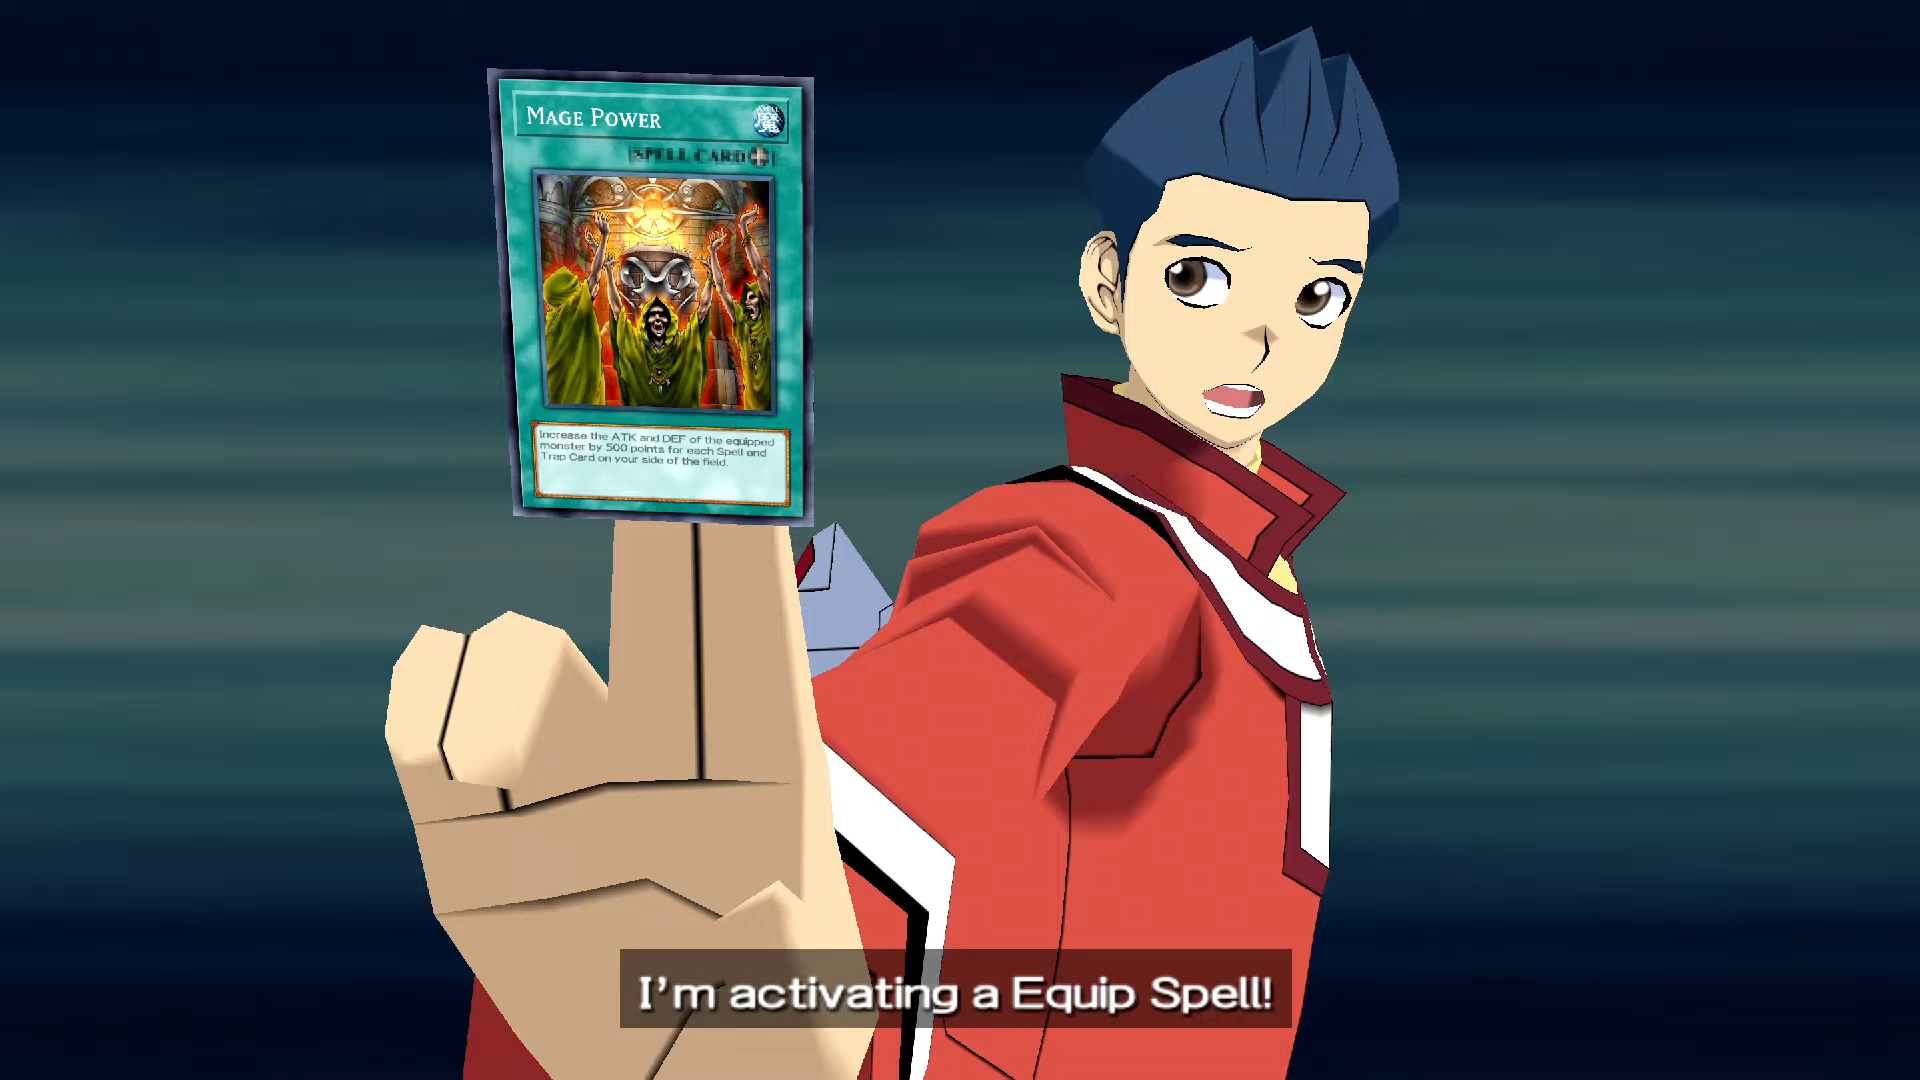 Mage Power
魔
[SPELL CARD]
Increase the ATK and DEF of the equipped
monster by 500 points for each Spell and
Trap Card on your side of the field.
I'm activating a Equip Spell!